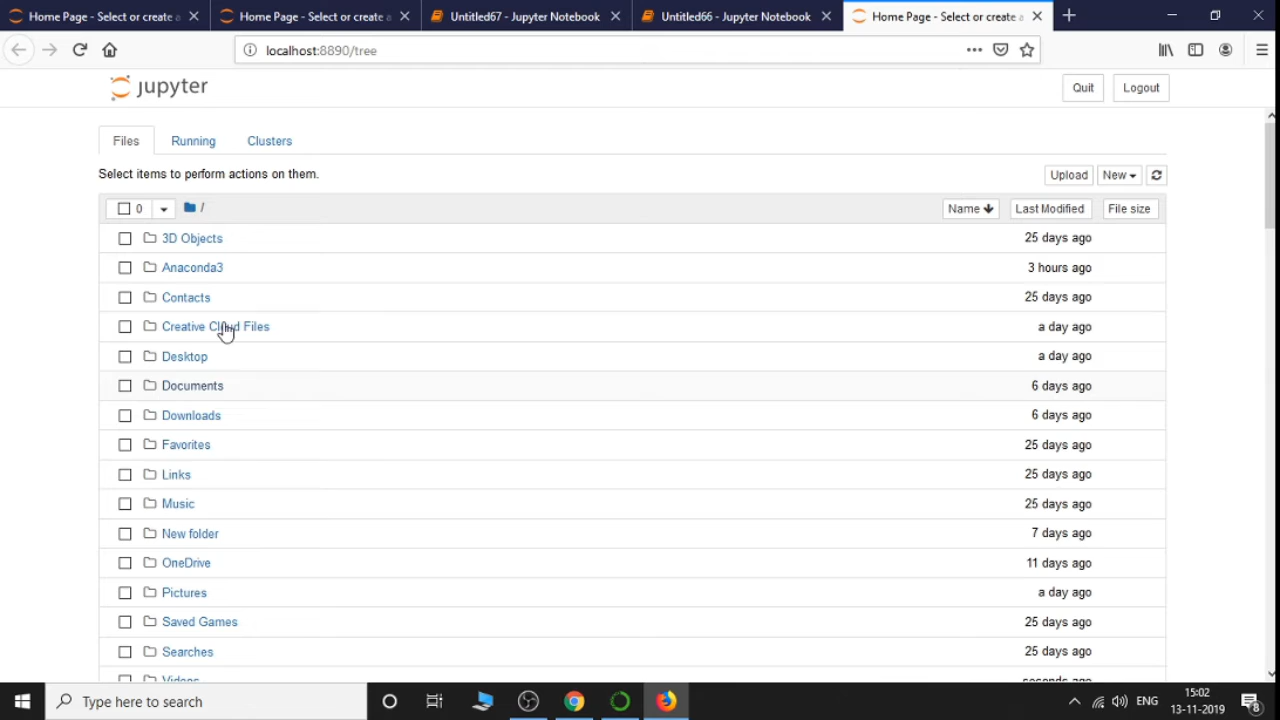 Home Page - Select or create a
Home Page - Select or create a
Untitled67 - Jupyter Notebook
Untitled66 - Jupyter Notebook
Home Page - Select or create a
localhost:8890/tree
jupyter
Quit
Logout
Files
Running
Clusters
Select items to perform actions on them.
Upload
New
0
/
Name
Last Modified
File size
3D Objects
25 days ago
Anaconda3
3 hours ago
Contacts
25 days ago
Creative Cloud Files
a day ago
Desktop
a day ago
Documents
6 days ago
Downloads
6 days ago
Favorites
25 days ago
Links
25 days ago
Music
25 days ago
New folder
7 days ago
OneDrive
11 days ago
Pictures
a day ago
Saved Games
25 days ago
Searches
25 days ago
Videos
seconds ago
Type here to search
ENG
15:02
13-11-2019
8